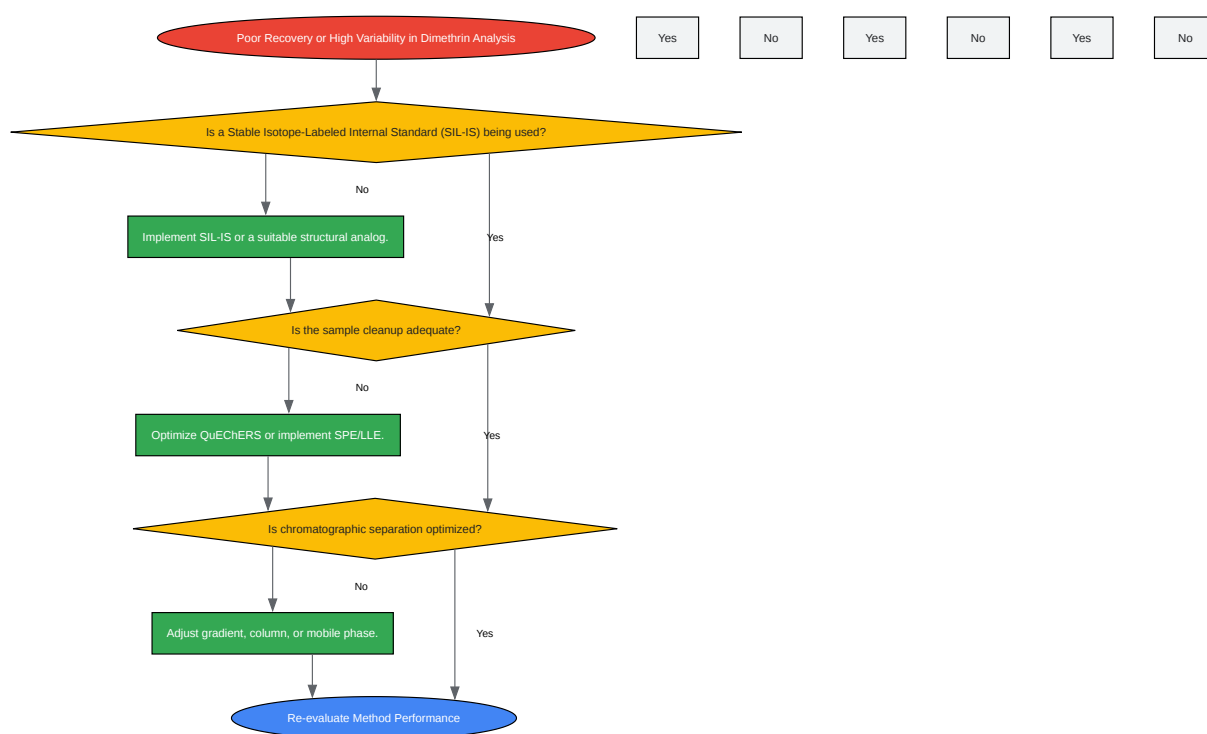 Poor Recovery or High Variability in Dimethrin Analysis
Yes
No
Yes
No
Yes
No
Is a Stable Isotope-Labeled Internal Standard (SIL-IS) being used?
No
Implement SIL-IS or a suitable structural analog.
Yes
Is the sample cleanup adequate?
No
Optimize QuEChERS or implement SPE/LLE.
Yes
Is chromatographic separation optimized?
No
Adjust gradient, column, or mobile phase.
Yes
Re-evaluate Method Performance